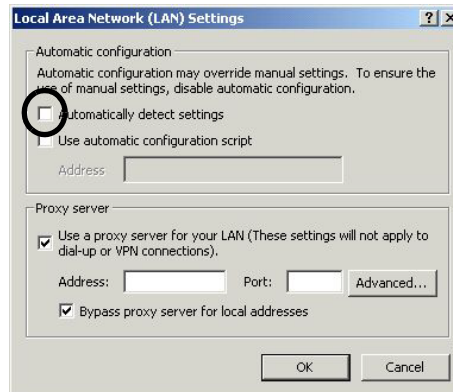 Local Area Network (LAN) Settings
Automatic configuration
Automatic configuration may override manual settings. To ensure the
use of manual settings, disable automatic configuration.
Automatically detect settings
Use automatic configuration script
Address
Proxy server
Use a proxy server for your LAN (These settings will not apply to
dial-up or VPN connections).
Address:
Port:
Advanced...
Bypass proxy server for local addresses
OK
Cancel